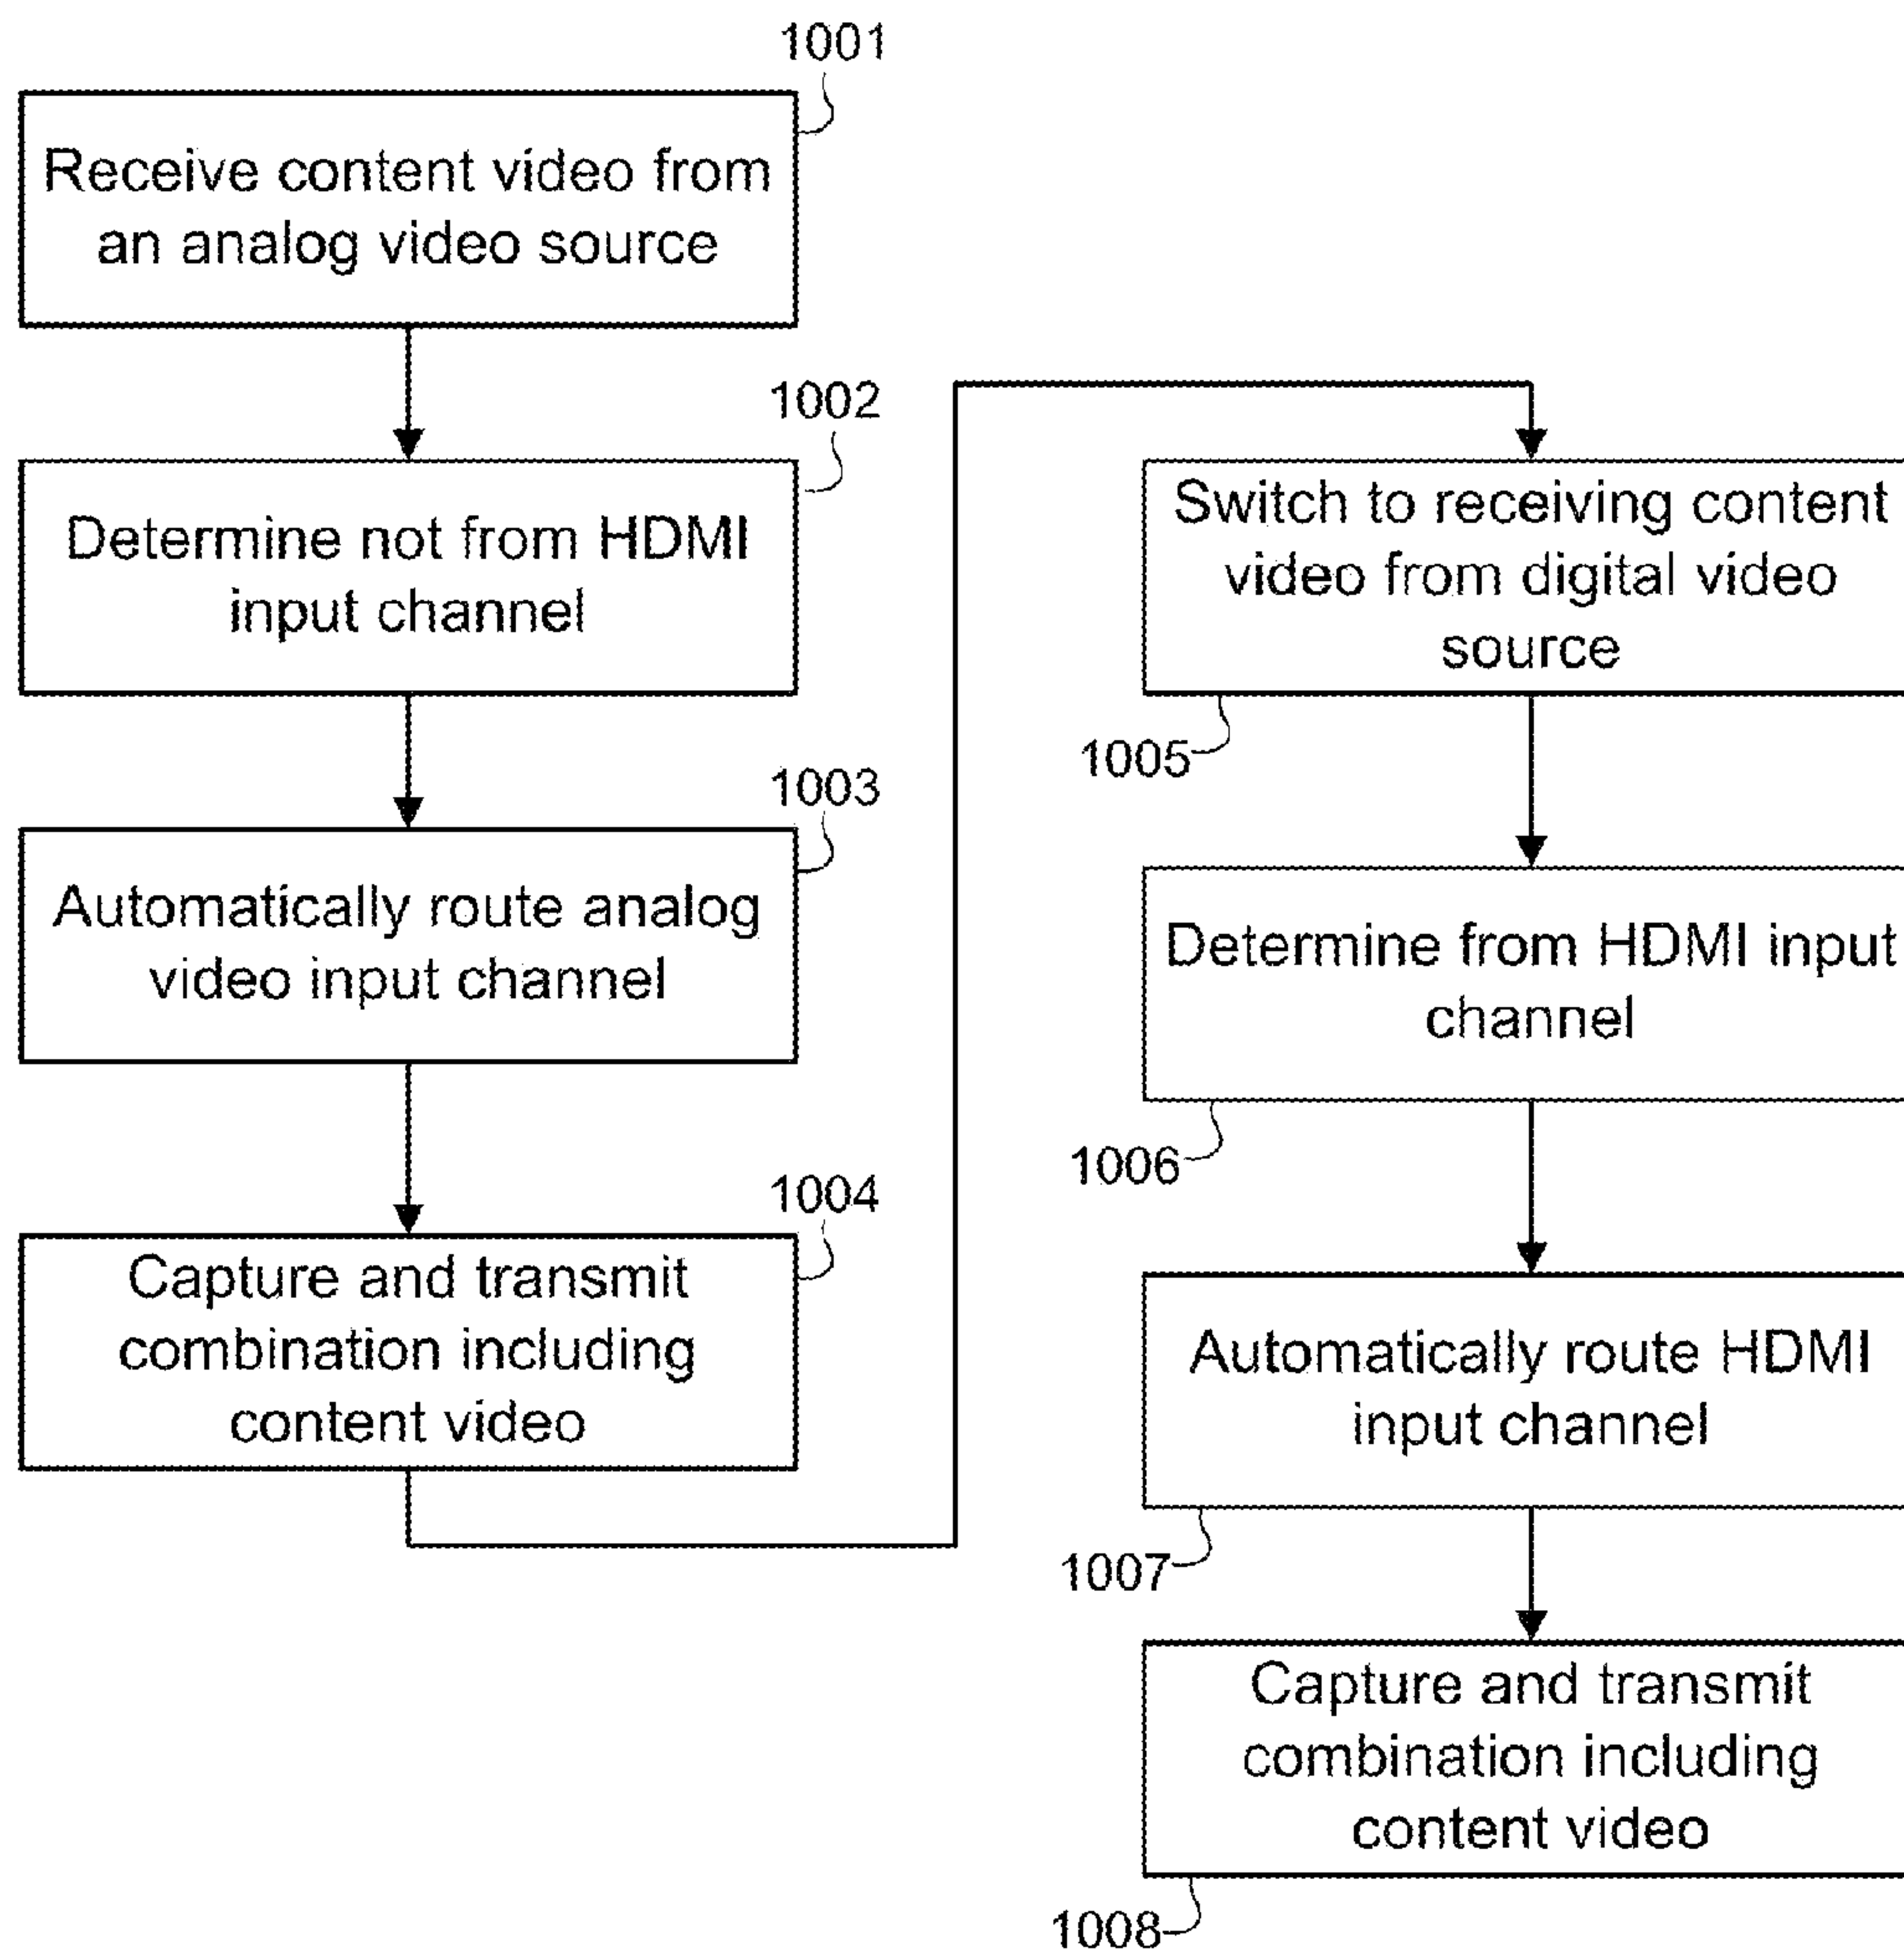 1001
Receive content video from
an analog video source
1002
Determine not from HDMI
input channel
1003
Automatically route analog
video input channel
1004
Capture and transmit
combination including
content video
Switch to receiving content
video from digital video
source
1005
Determine from HDMI input
channel
1006
Automatically route HDMI
input channel
1007
Capture and transmit
combination including
content video
1008